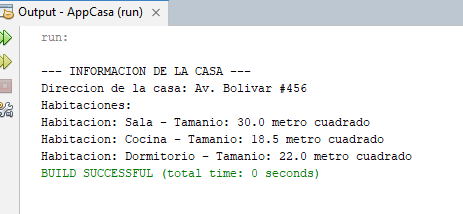 Output - AppCasa (run)
run:
--- INFORMACION DE LA CASA ---
Direccion de la casa: Av. Bolivar #456
Habitaciones:
Habitacion: Sala - Tamanio: 30.0 metro cuadrado
Habitacion: Cocina - Tamanio: 18.5 metro cuadrado
Habitacion: Dormitorio - Tamanio: 22.0 metro cuadrado
BUILD SUCCESSFUL (total time: 0 seconds)